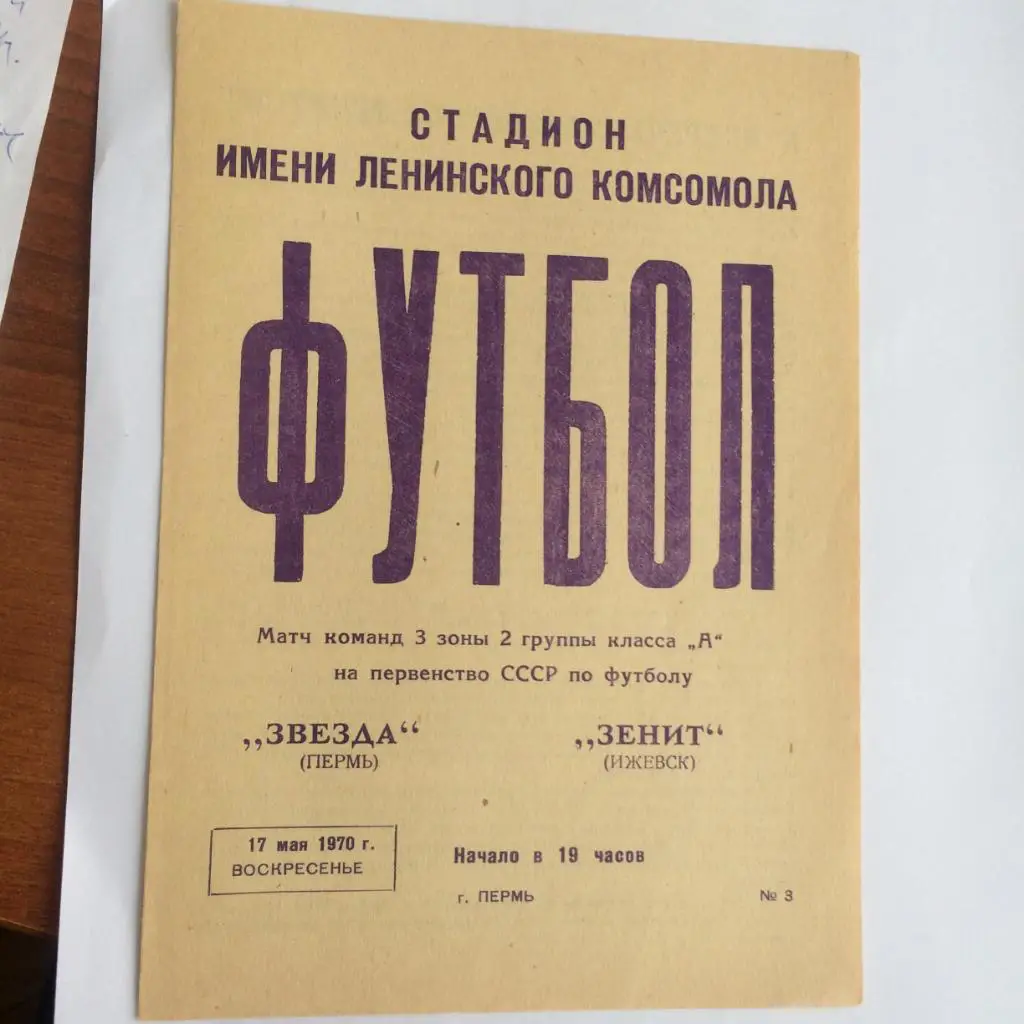 СТАДИОН
ИМЕНИ ЛЕНИНСКОГО КОМСОМОЛА
ФУТБОЛ
Матч команд 3 зоны 2 группы класса „А“
на первенство СССР по футболу
„ЗВЕЗДА“ „ЗЕНИТ“
(ПЕРМЬ) (ИЖЕВСК)
17 мая 1970 г.
ВОСКРЕСЕНЬЕ
Начало в 19 часов
г. ПЕРМЬ № 3